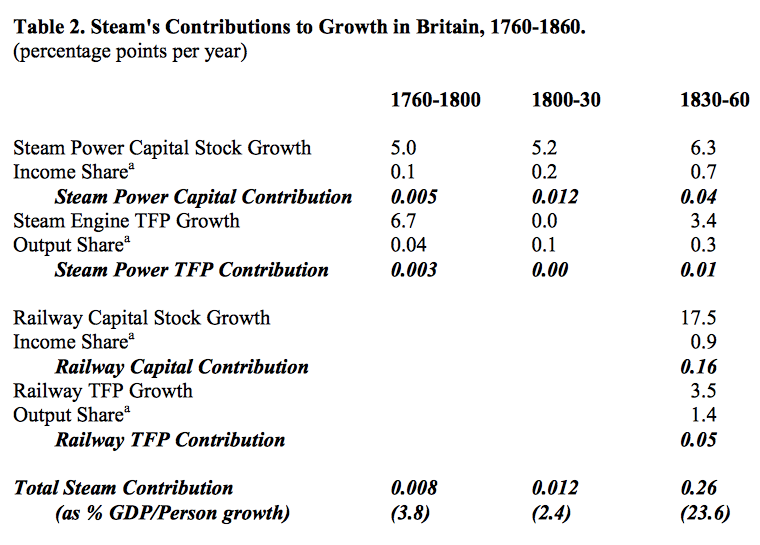 Table 2. Steam's Contributions to Growth in Britain, 1760-1860.
(percentage points per year)
1760-1800 1800-30 1830-60
Steam Power Capital Stock Growth 5.0 5.2 6.3
Income Shareᵃ 0.1 0.2 0.7
Steam Power Capital Contribution 0.005 0.012 0.04
Steam Engine TFP Growth 6.7 0.0 3.4
Output Shareᵃ 0.04 0.1 0.3
Steam Power TFP Contribution 0.003 0.00 0.01
Railway Capital Stock Growth 17.5
Income Shareᵃ 0.9
Railway Capital Contribution 0.16
Railway TFP Growth 3.5
Output Shareᵃ 1.4
Railway TFP Contribution 0.05
Total Steam Contribution 0.008 0.012 0.26
(as % GDP/Person growth) (3.8) (2.4) (23.6)